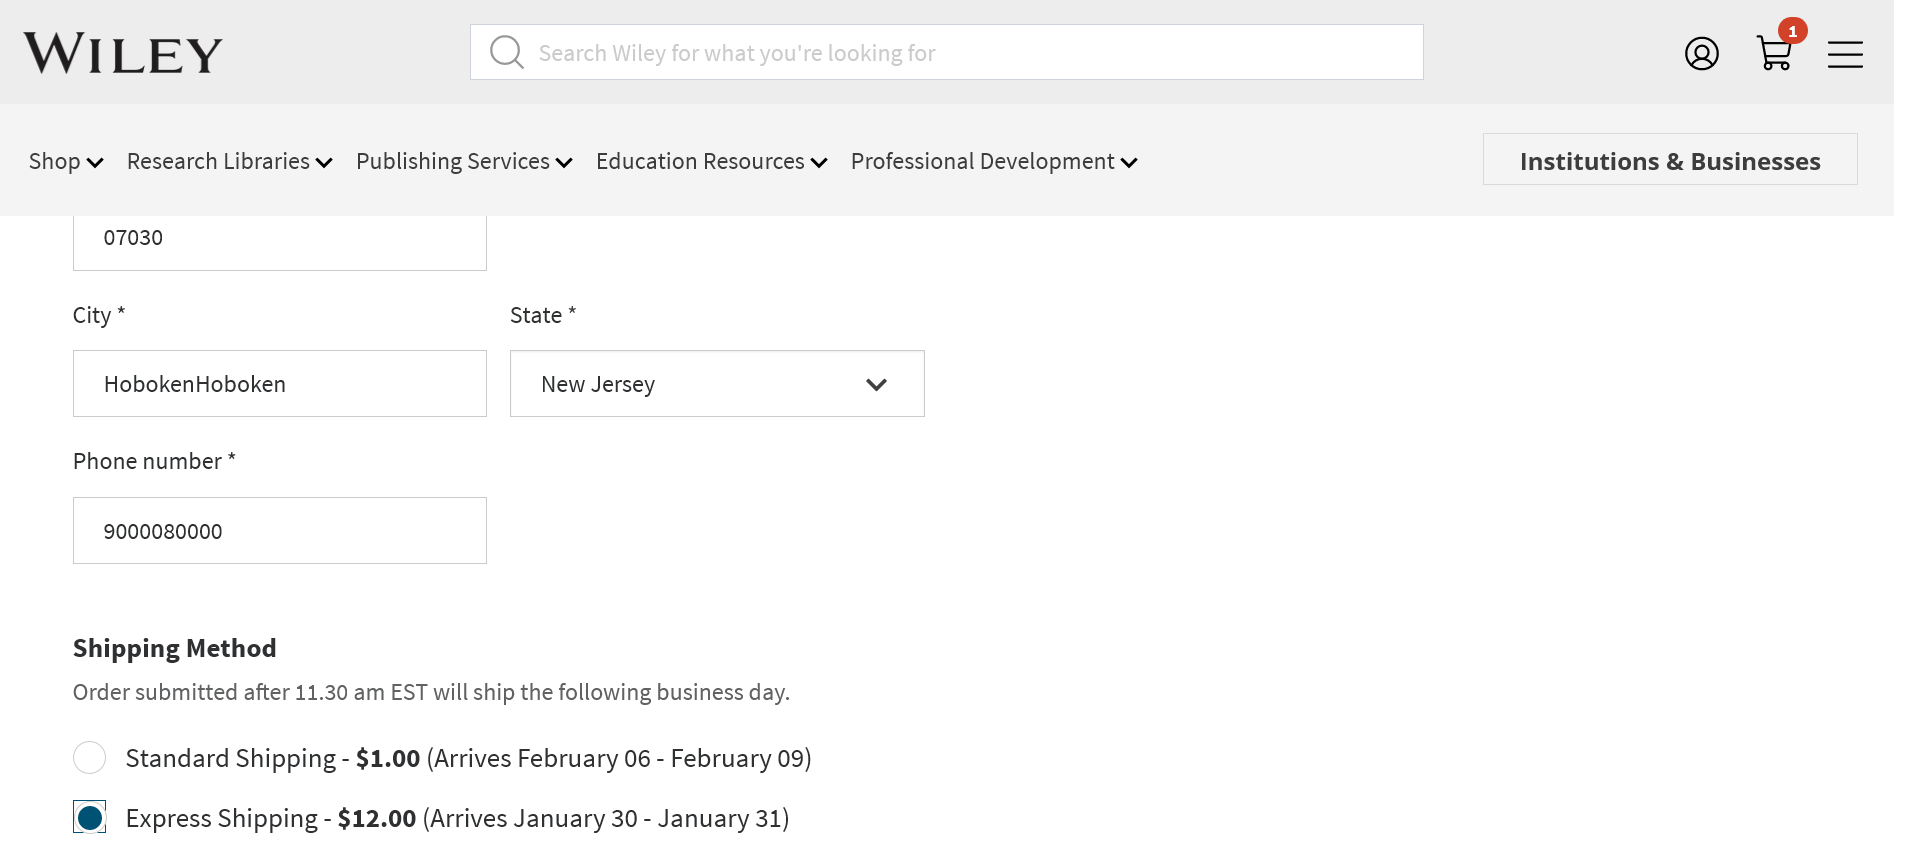 WILEY
Search Wiley for what you're looking for
1
Shop Research Libraries Publishing Services Education Resources Professional Development Institutions & Businesses
07030
City * State *
HobokenHoboken New Jersey
Phone number *
9000080000
Shipping Method
Order submitted after 11.30 am EST will ship the following business day.
Standard Shipping - $1.00 (Arrives February 06 - February 09)
Express Shipping - $12.00 (Arrives January 30 - January 31)